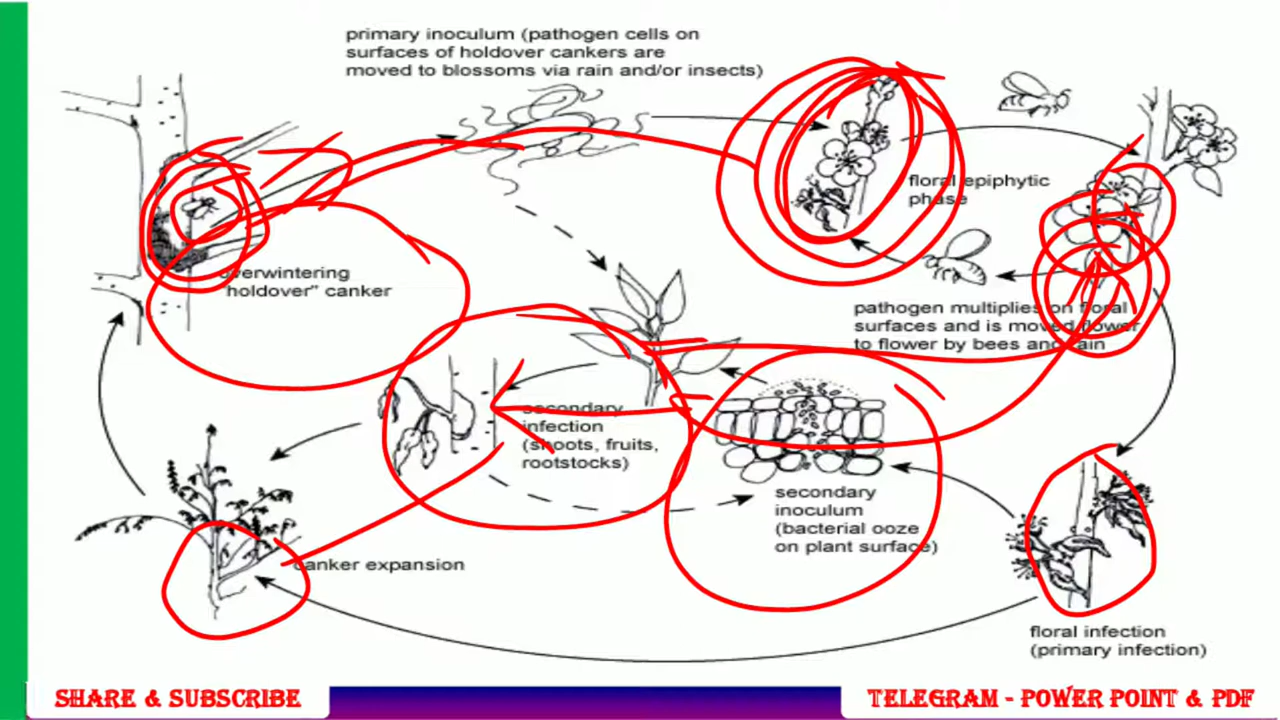 primary inoculum (pathogen cells on
surfaces of holdover cankers are
moved to blossoms via rain and/or insects)
floral epiphytic
phase
overwintering
holdover" canker
pathogen multiplies on floral
surfaces and is moved flower
to flower by bees and rain
secondary
infection
(shoots, fruits,
rootstocks)
secondary
inoculum
(bacterial ooze
on plant surface)
canker expansion
floral infection
(primary infection)
SHARE & SUBSCRIBE
TELEGRAM - POWER POINT & PDF